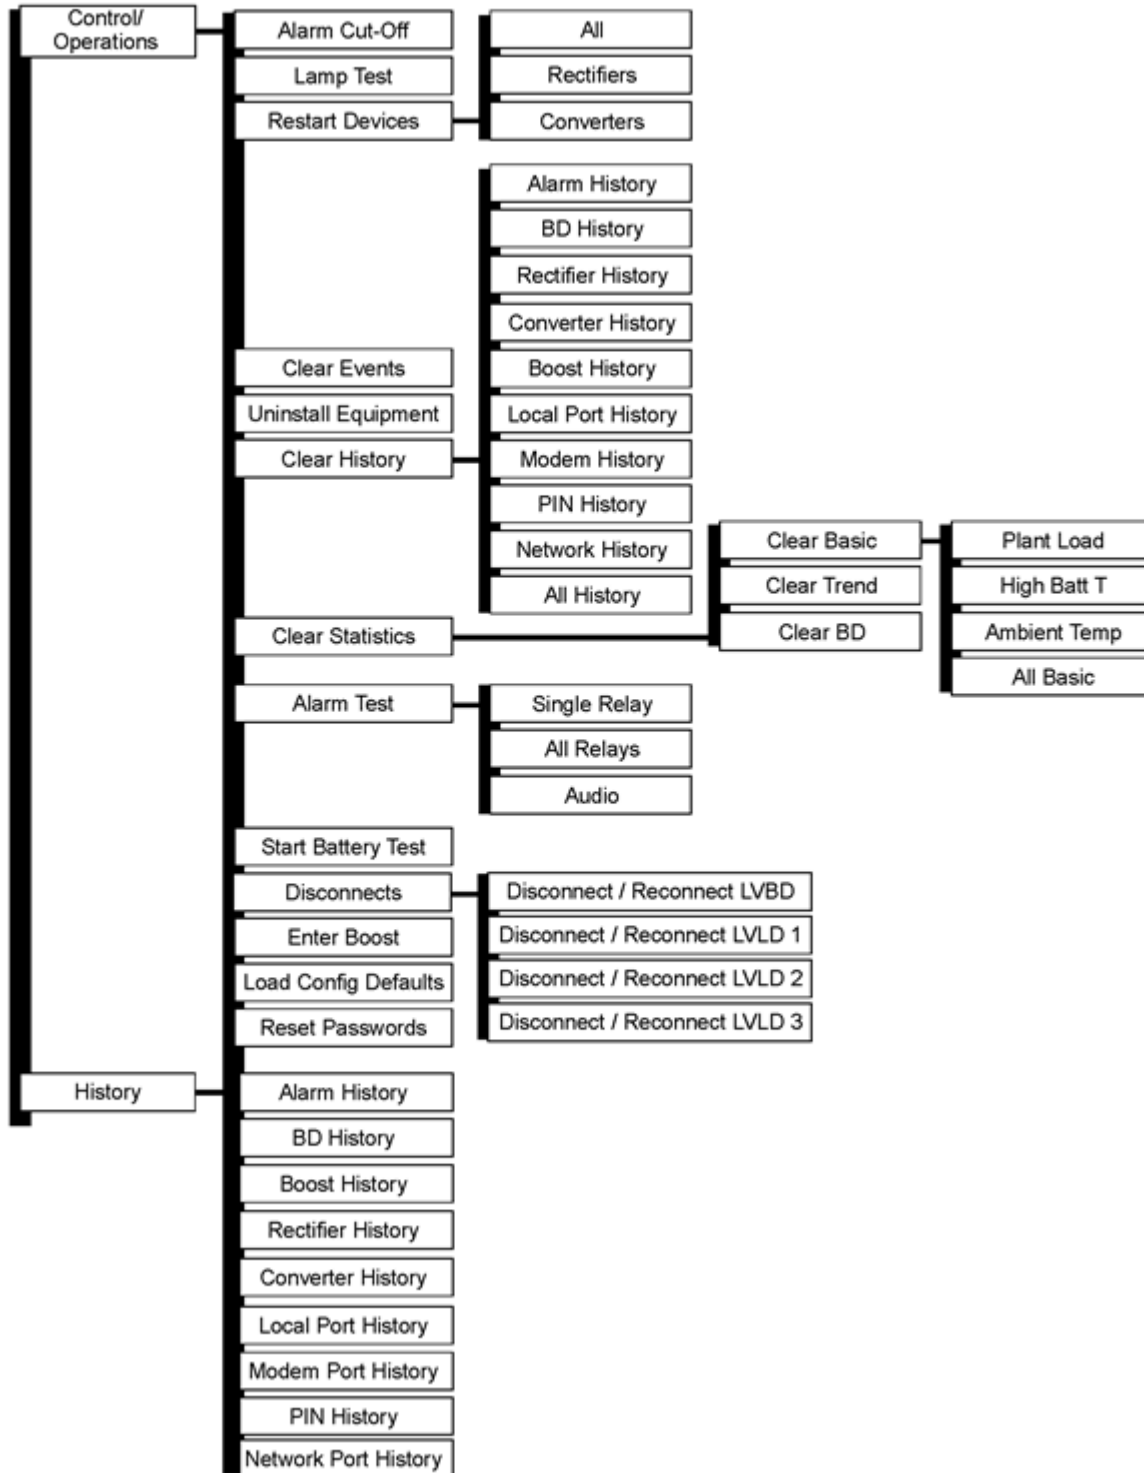 Control/
Operations
Alarm Cut-Off
All
Lamp Test
Rectifiers
Restart Devices
Converters
Alarm History
BD History
Rectifier History
Converter History
Clear Events
Boost History
Uninstall Equipment
Local Port History
Clear History
Modem History
PIN History
Network History
All History
Clear Statistics
Clear Basic
Plant Load
Clear Trend
High Batt T
Clear BD
Ambient Temp
All Basic
Alarm Test
Single Relay
All Relays
Audio
Start Battery Test
Disconnects
Disconnect / Reconnect LVBD
Enter Boost
Disconnect / Reconnect LVLD 1
Load Config Defaults
Disconnect / Reconnect LVLD 2
Reset Passwords
Disconnect / Reconnect LVLD 3
History
Alarm History
BD History
Boost History
Rectifier History
Converter History
Local Port History
Modem Port History
PIN History
Network Port History